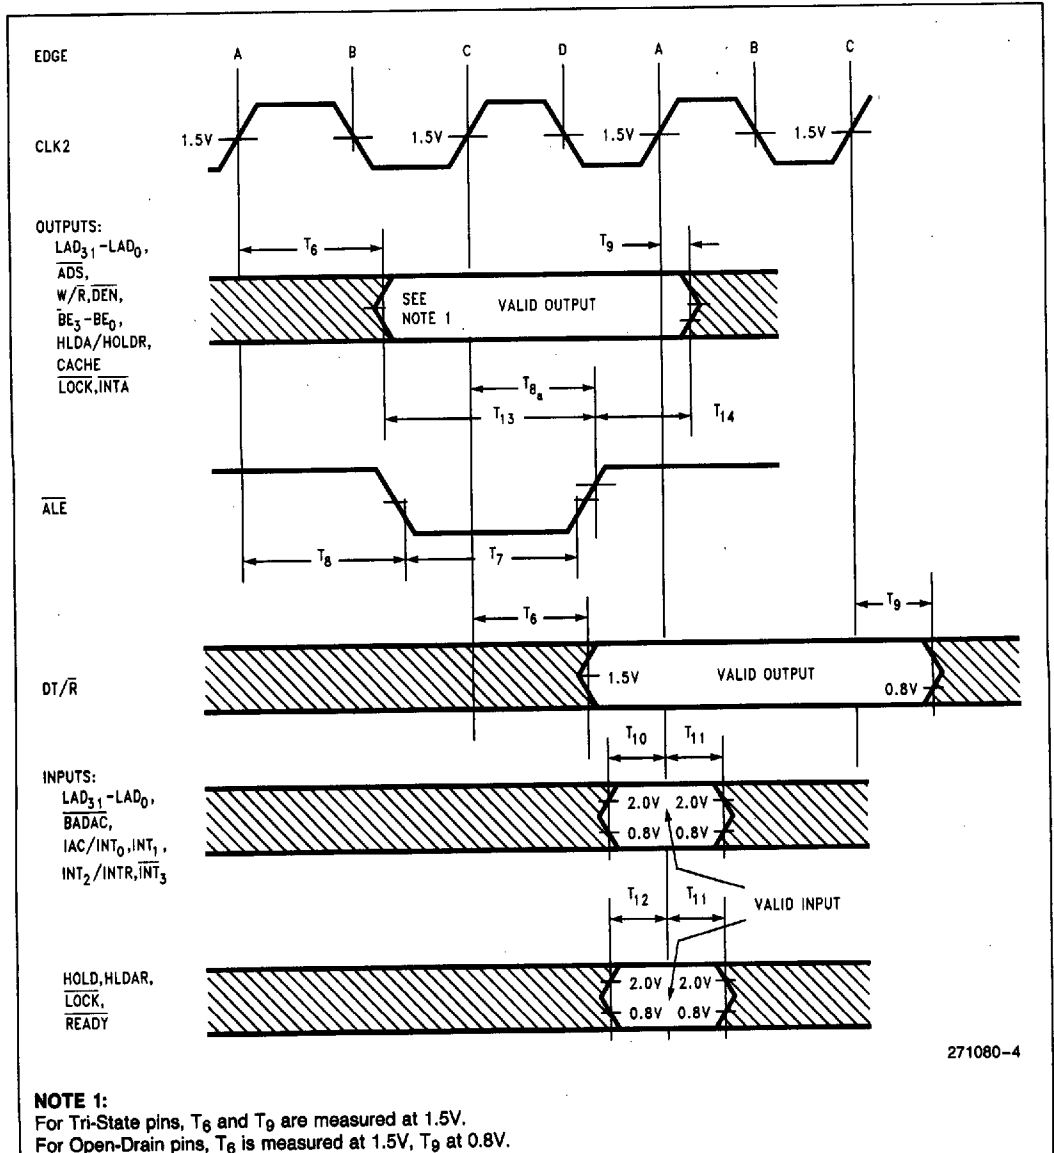 EDGE A B C D A B C
CLK2 1.5V 1.5V 1.5V 1.5V
OUTPUTS:
LAD31-LAD0,
ADS,
W/R,DEN,
BE3-BE0,
HLDA/HOLDR,
CACHE
LOCK,INTA
T6 T9
SEE
NOTE 1
VALID OUTPUT
T8a
T13 T14
ALE
T8 T7
T6 T9
DT/R 1.5V VALID OUTPUT 0.8V
T10 T11
INPUTS:
LAD31-LAD0,
BADAC,
IAC/INT0,INT1,
INT2/INTR,INT3
2.0V 2.0V
0.8V 0.8V
T12 T11
VALID INPUT
HOLD,HLDAR,
LOCK,
READY
2.0V 2.0V
0.8V 0.8V
271080-4
NOTE 1:
For Tri-State pins, T6 and T9 are measured at 1.5V.
For Open-Drain pins, T6 is measured at 1.5V, T9 at 0.8V.